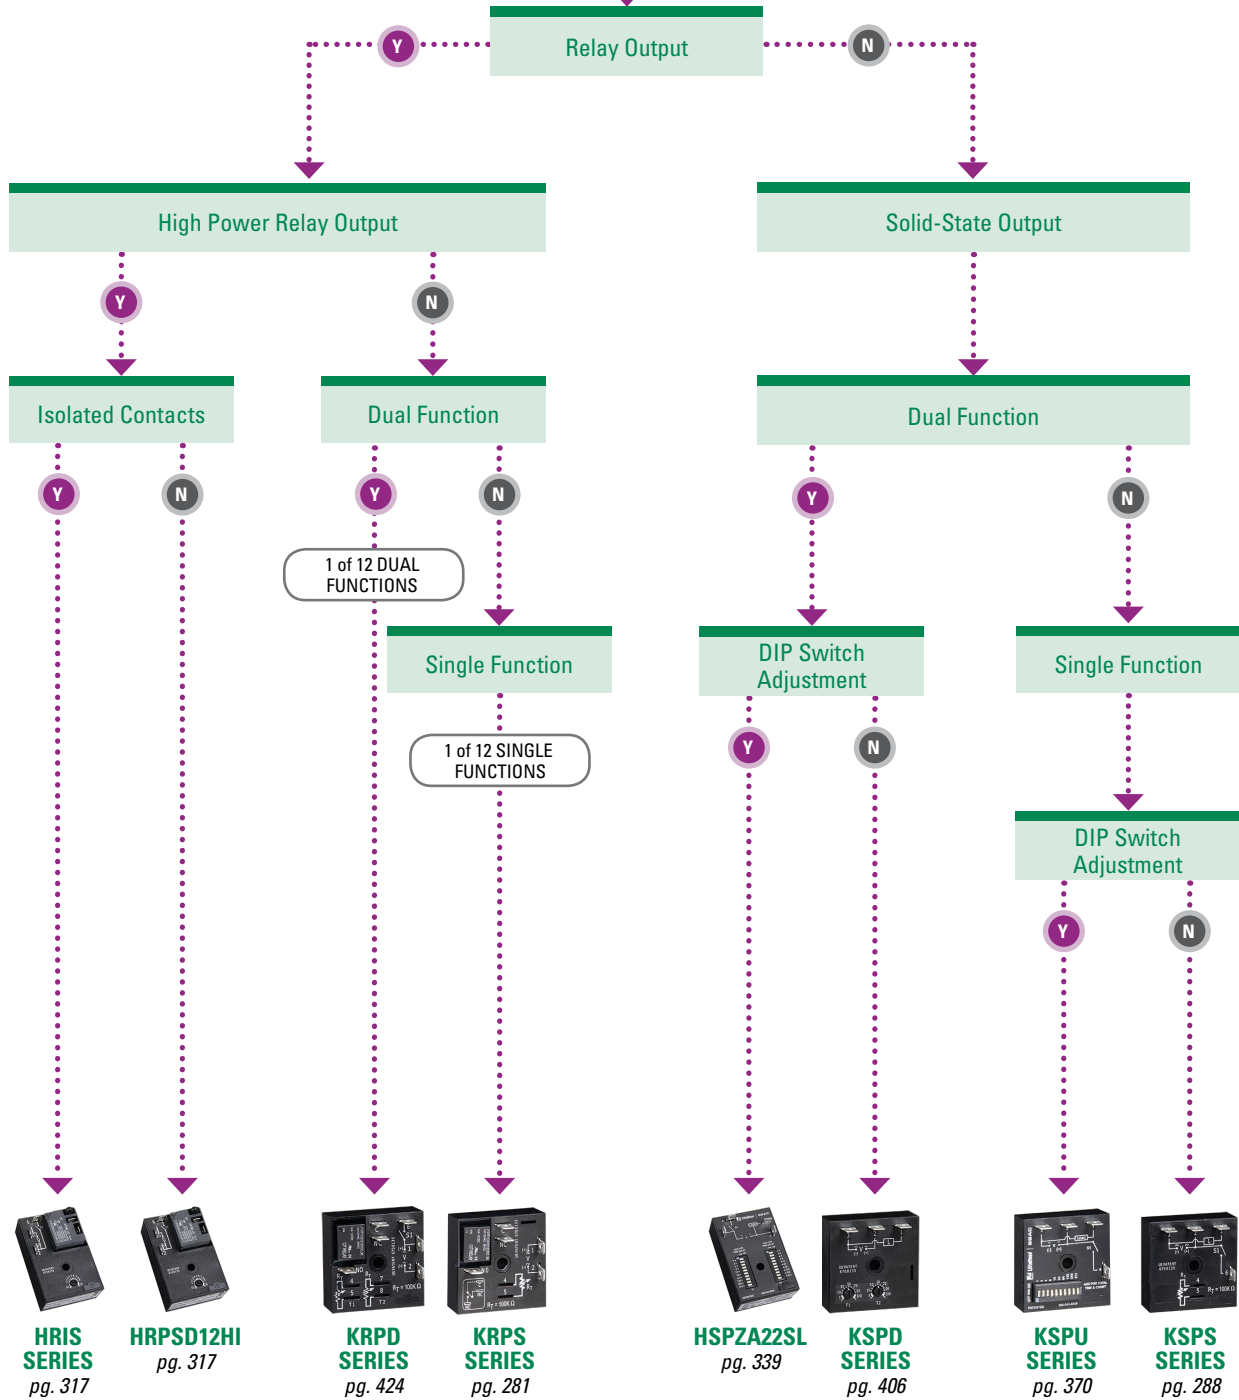 Relay Output
Y
N
High Power Relay Output
Solid-State Output
Y
N
Isolated Contacts
Dual Function
Dual Function
Y
N
Y
N
Y
N
1 of 12 DUAL
FUNCTIONS
Single Function
DIP Switch
Adjustment
Single Function
1 of 12 SINGLE
FUNCTIONS
Y
N
DIP Switch
Adjustment
Y
N
HRIS
SERIES
pg. 317
HRPSD12HI
pg. 317
KRPD
SERIES
pg. 424
KRPS
SERIES
pg. 281
HSPZA22SL
pg. 339
KSPD
SERIES
pg. 406
KSPU
SERIES
pg. 370
KSPS
SERIES
pg. 288